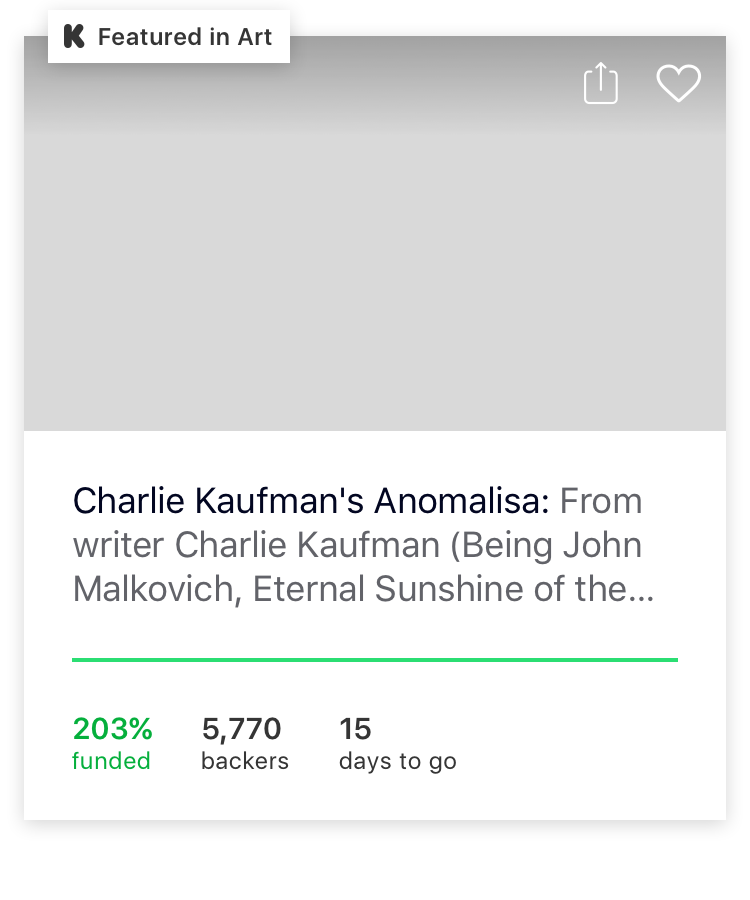 Featured in Art
Charlie Kaufman's Anomalisa: From
writer Charlie Kaufman (Being John
Malkovich, Eternal Sunshine of the...
203% 5,770 15
funded backers days to go